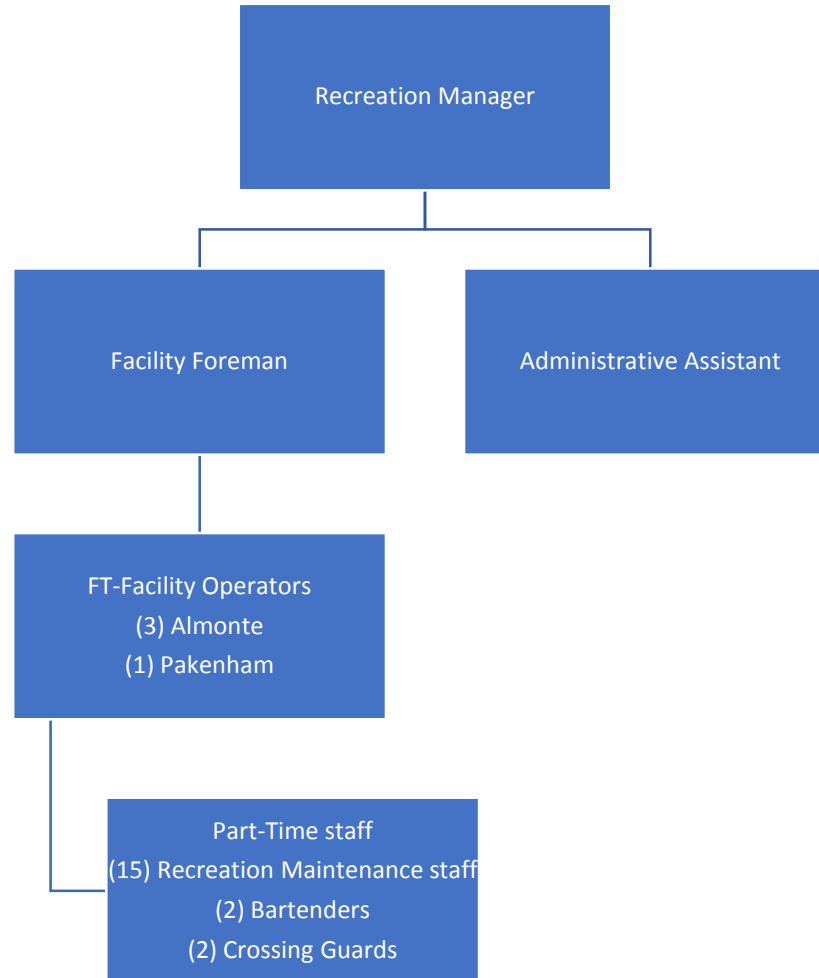 Recreation Manager
Facility Foreman
Administrative Assistant
FT-Facility Operators
(3) Almonte
(1) Pakenham
Part-Time staff
(15) Recreation Maintenance staff
(2) Bartenders
(2) Crossing Guards